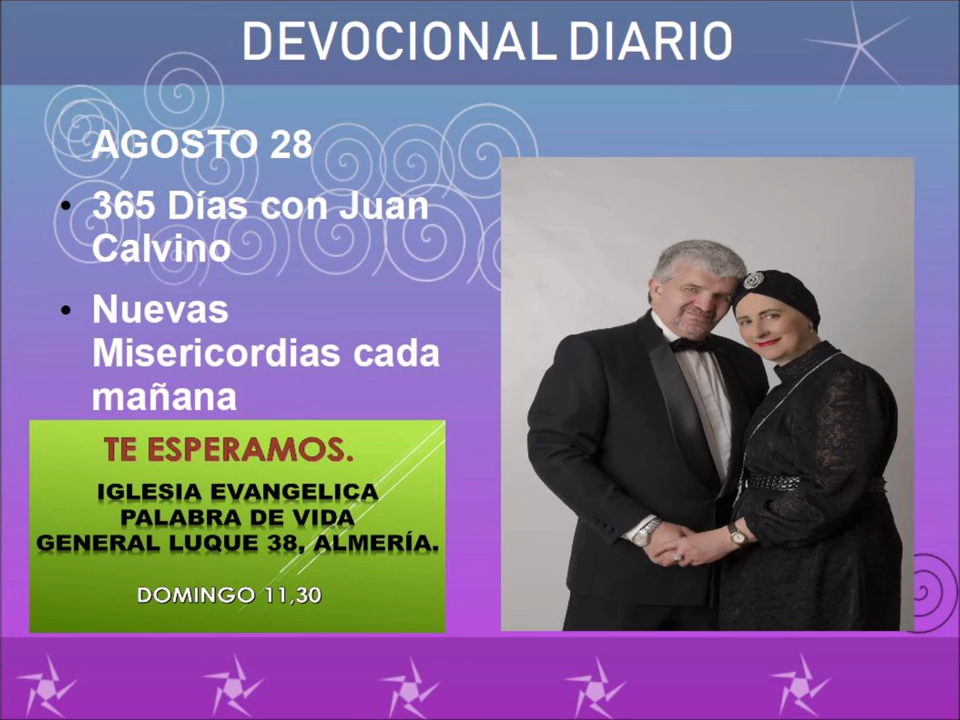 DEVOCIONAL DIARIO
AGOSTO 28
• 365 Días con Juan
Calvino
• Nuevas
Misericordias cada
mañana
TE ESPERAMOS.
IGLESIA EVANGELICA
PALABRA DE VIDA
GENERAL LUQUE 38, ALMERÍA.
DOMINGO 11,30